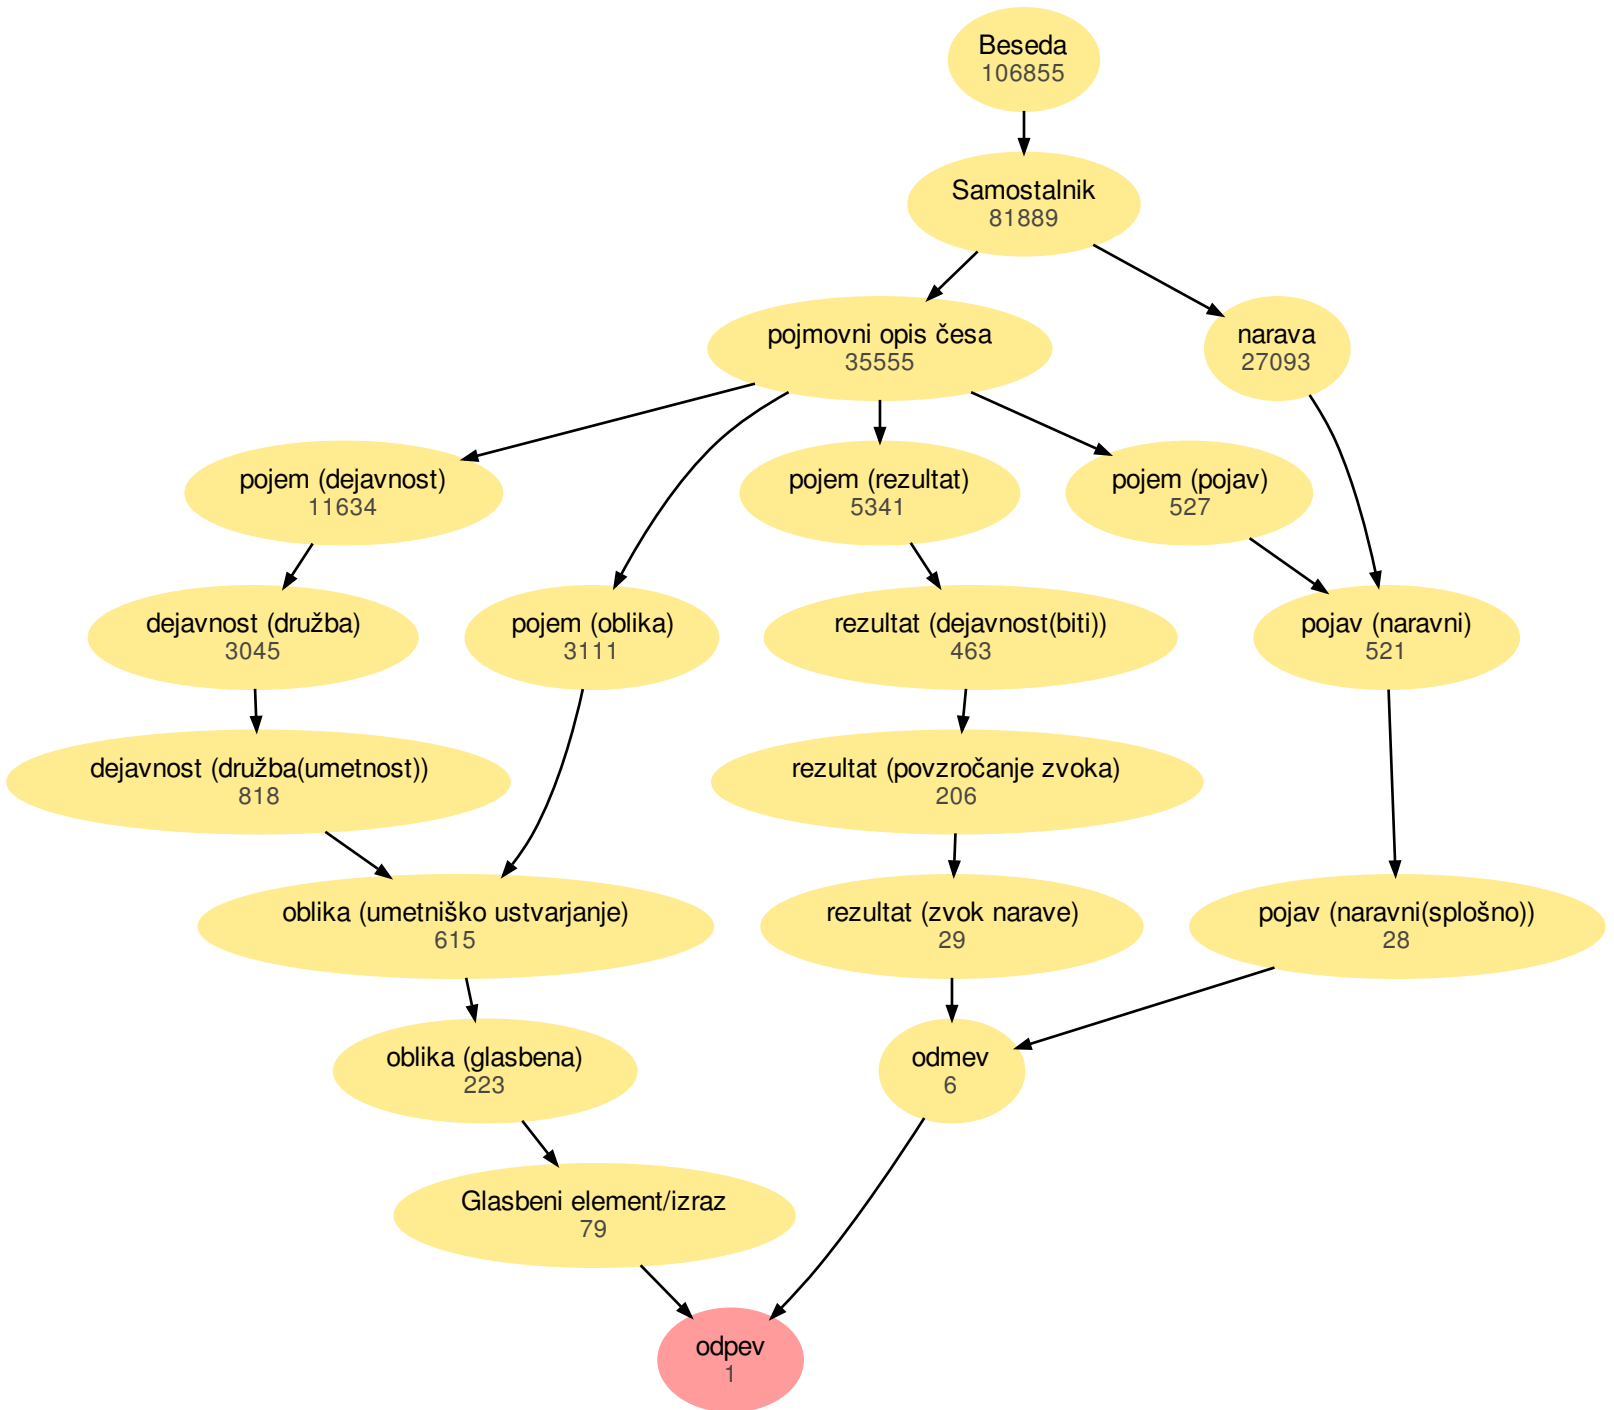 Beseda
106855
Samostalnik
81889
pojmovni opis česa
35555
narava
27093
pojem (dejavnost)
11634
pojem (rezultat)
5341
pojem (pojav)
527
dejavnost (družba)
3045
pojem (oblika)
3111
rezultat (dejavnost(biti))
463
pojav (naravni)
521
dejavnost (družba(umetnost))
818
rezultat (povzročanje zvoka)
206
oblika (umetniško ustvarjanje)
615
rezultat (zvok narave)
29
pojav (naravni(splošno))
28
oblika (glasbena)
223
odmev
6
Glasbeni element/izraz
79
odpev
1